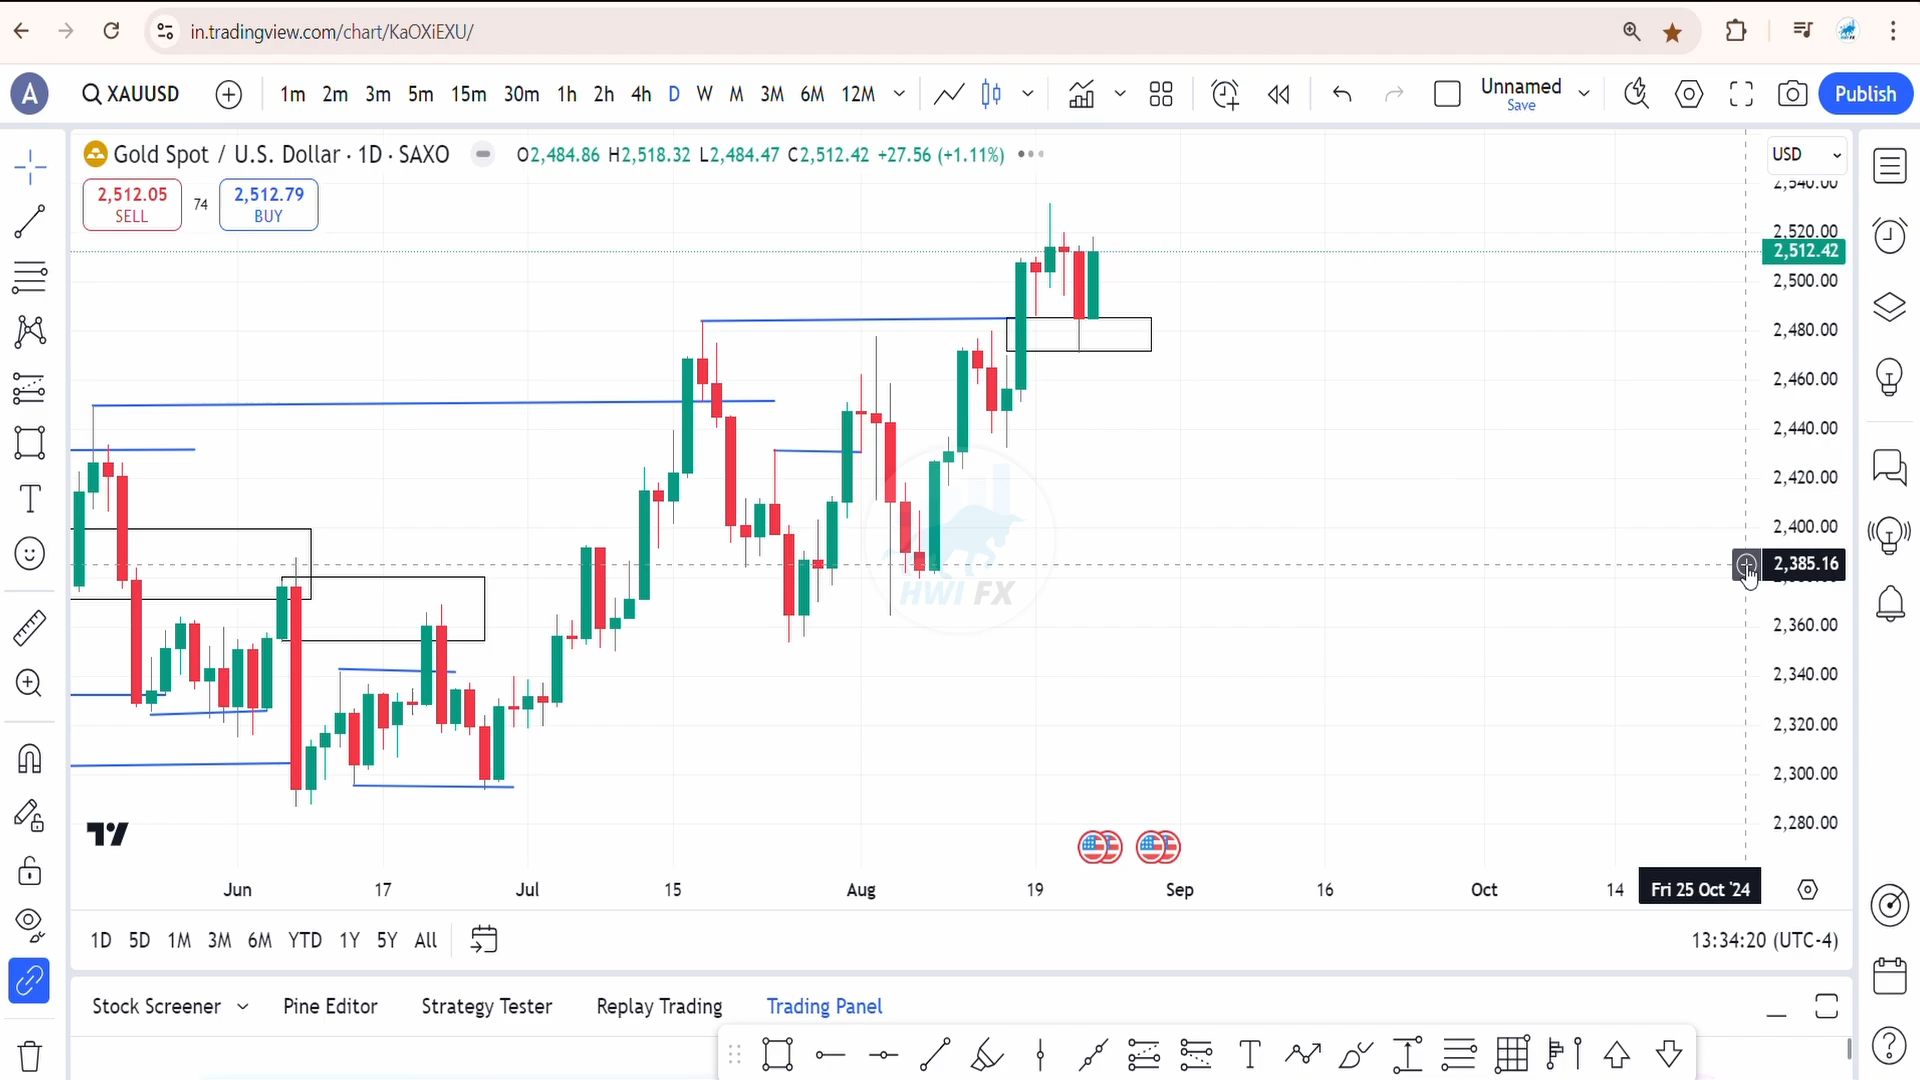 in.tradingview.com/chart/KaOXiEXU/
A
XAUUSD 1m 2m 3m 5m 15m 30m 1h 2h 4h D W M 3M 6M 12M
Unnamed
Save
Publish
Gold Spot / U.S. Dollar · 1D · SAXO O2,484.86 H2,518.32 L2,484.47 C2,512.42 +27.56 (+1.11%)
USD
2,512.05
SELL
74
2,512.79
BUY
2,540.00
2,520.00
2,512.42
2,500.00
2,480.00
2,460.00
2,440.00
2,420.00
2,400.00
2,385.16
2,360.00
2,340.00
2,320.00
2,300.00
2,280.00
HWI FX
Jun 17 Jul 15 Aug 19 Sep 16 Oct 14 Fri 25 Oct '24
1D 5D 1M 3M 6M YTD 1Y 5Y All
13:34:20 (UTC-4)
Stock Screener Pine Editor Strategy Tester Replay Trading Trading Panel